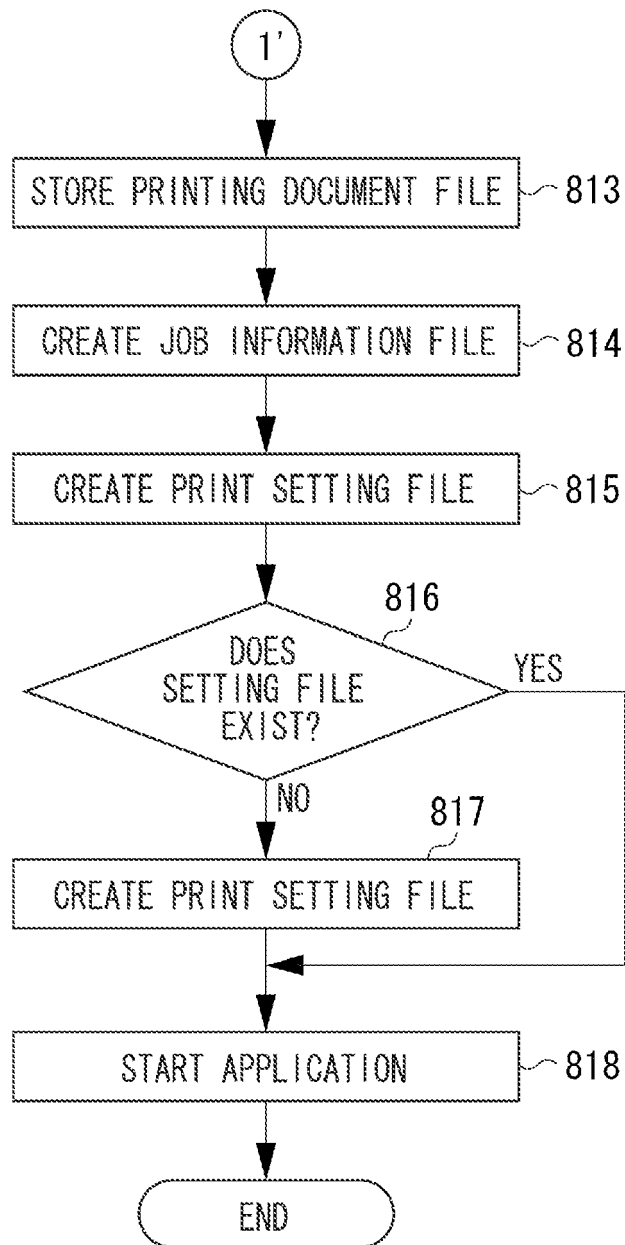 1'
STORE PRINTING DOCUMENT FILE
813
CREATE JOB INFORMATION FILE
814
CREATE PRINT SETTING FILE
815
816
DOES
SETTING FILE
EXIST?
YES
NO
817
CREATE PRINT SETTING FILE
START APPLICATION
818
END